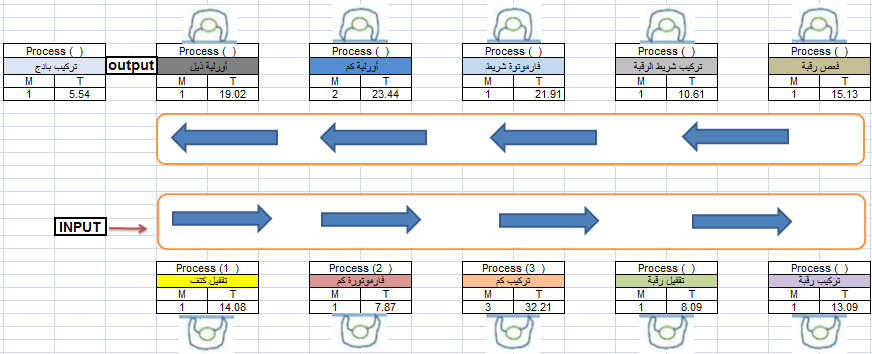 Process ( ) Process ( ) Process ( ) Process ( ) Process ( ) Process ( )
تركيب بادج output أورلية ذيل أورلية كم فارموتوة شريط تركيب شريط الرقبة فعص رقبة
M T M T M T M T M T M T
1 5.54 1 19.02 2 23.44 1 21.91 1 10.61 1 15.13
INPUT
Process (1 ) Process (2 ) Process (3 ) Process ( ) Process ( )
تقفيل كتف فارموتورة كم تركيب كم تقفيل رقبة تركيب رقبة
M T M T M T M T M T
1 14.08 1 7.87 3 32.21 1 8.09 1 13.09